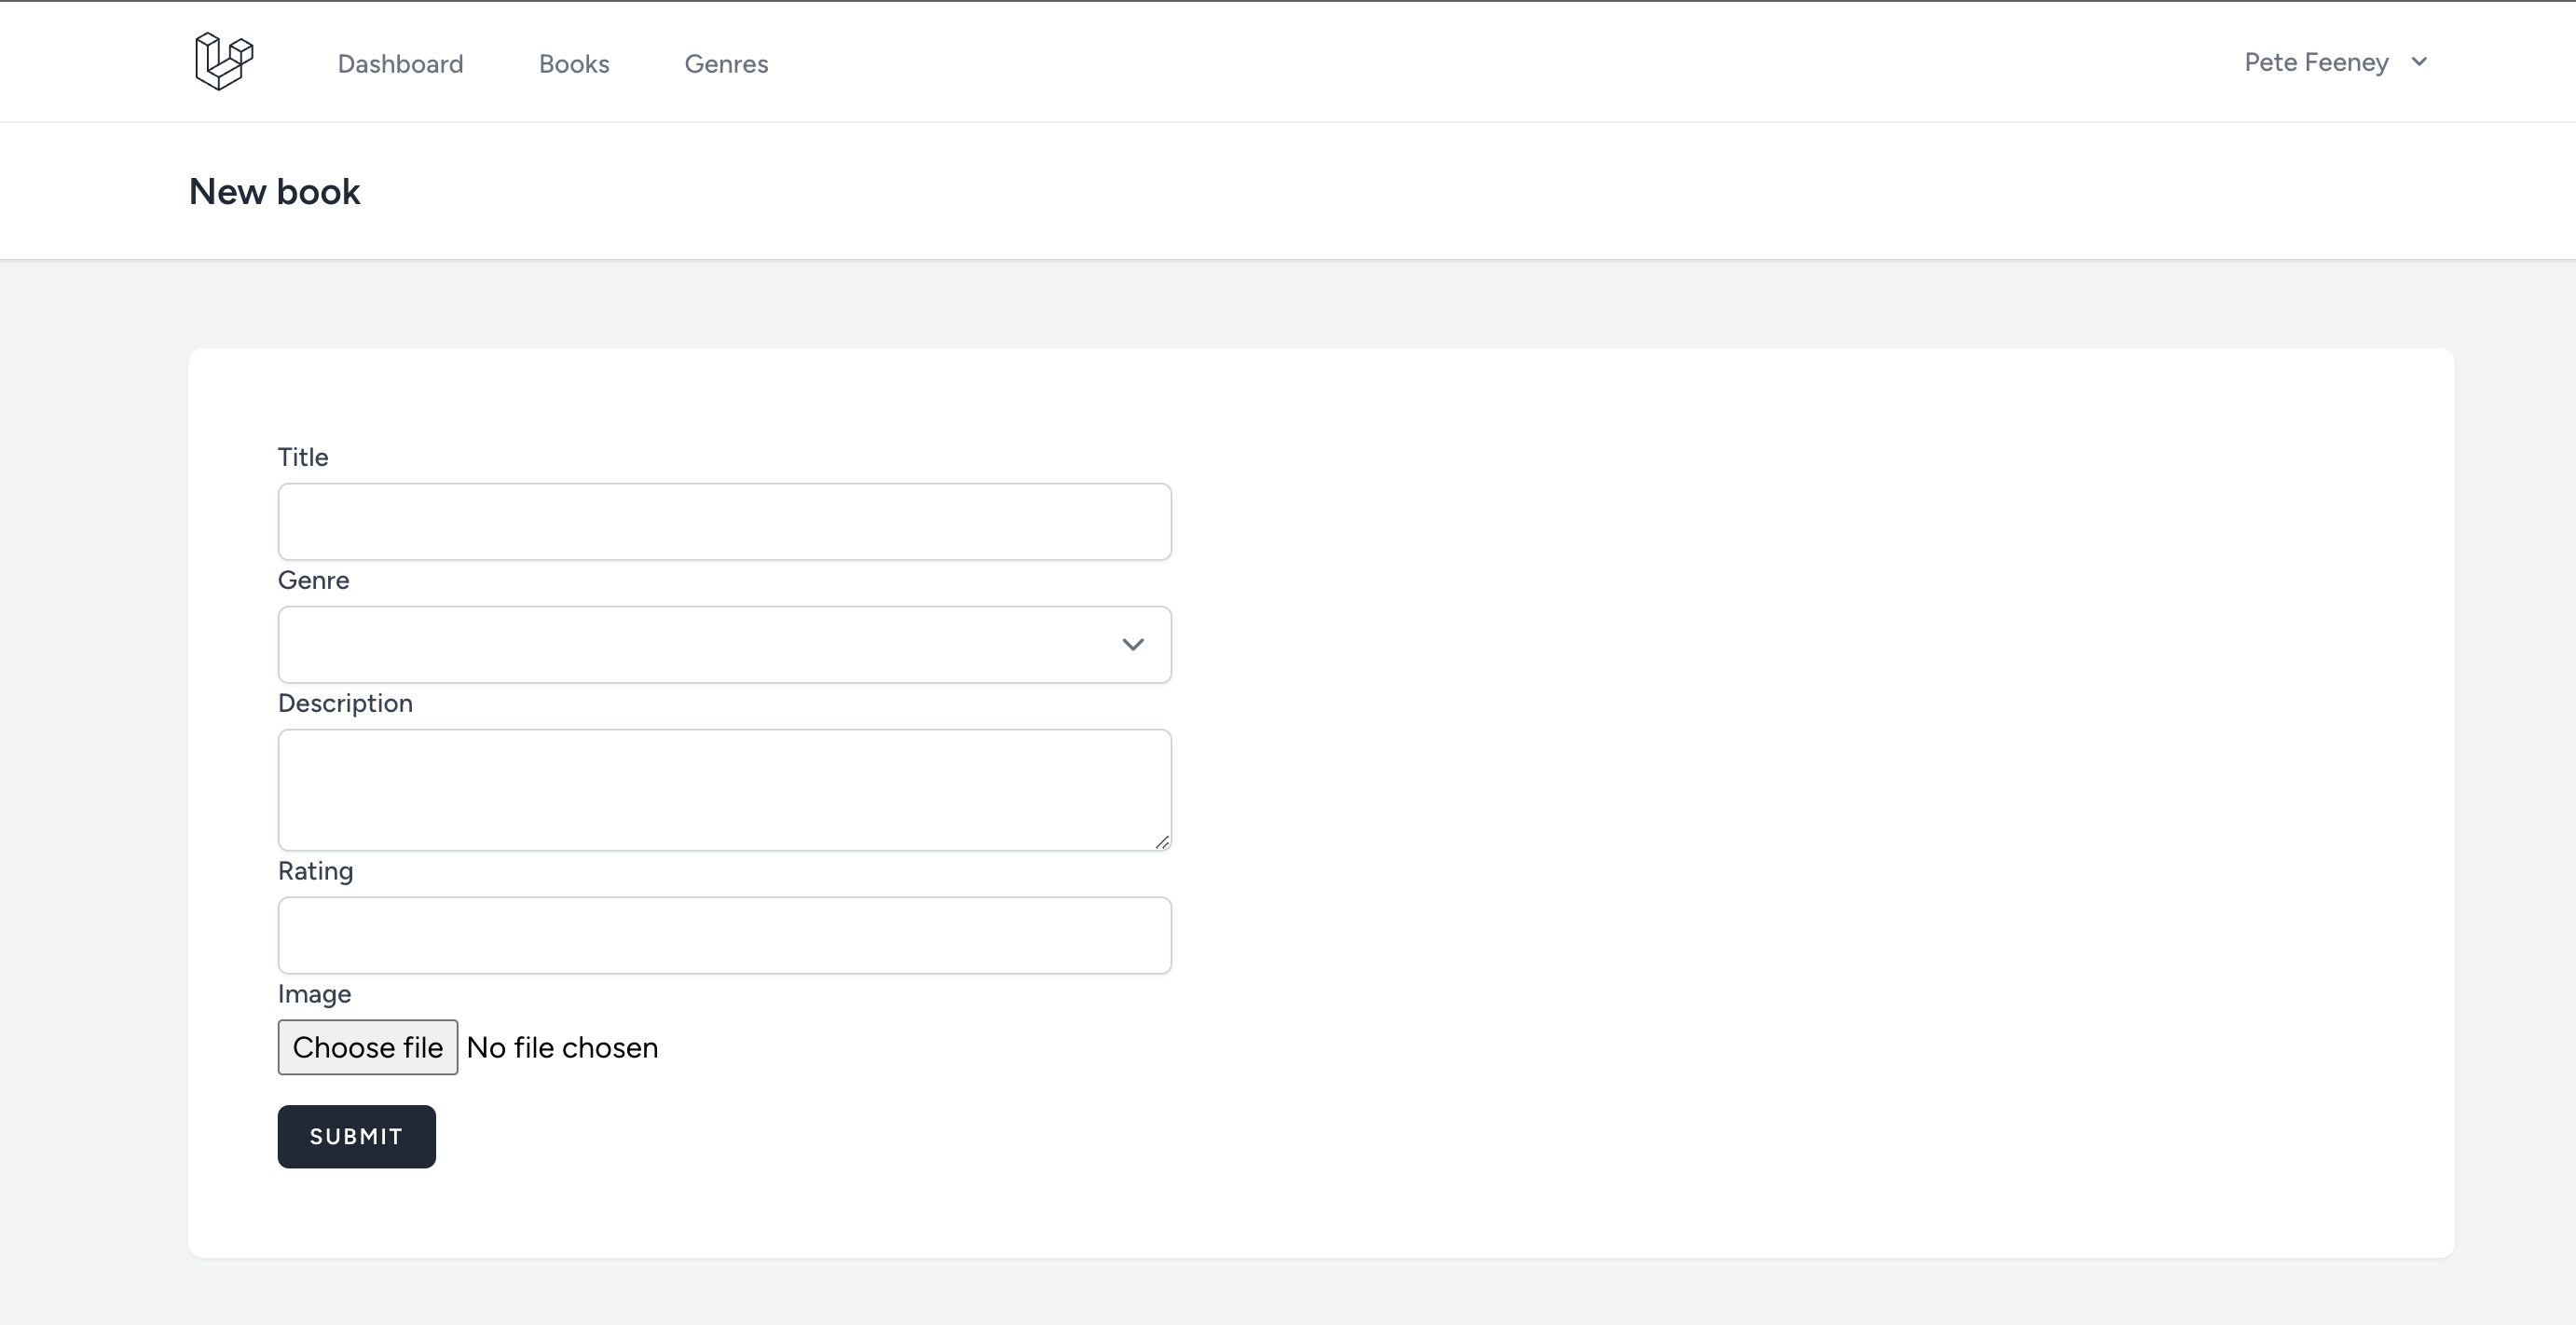 Dashboard Books Genres Pete Feeney
New book
Title
Genre
Description
Rating
Image
Choose file No file chosen
SUBMIT